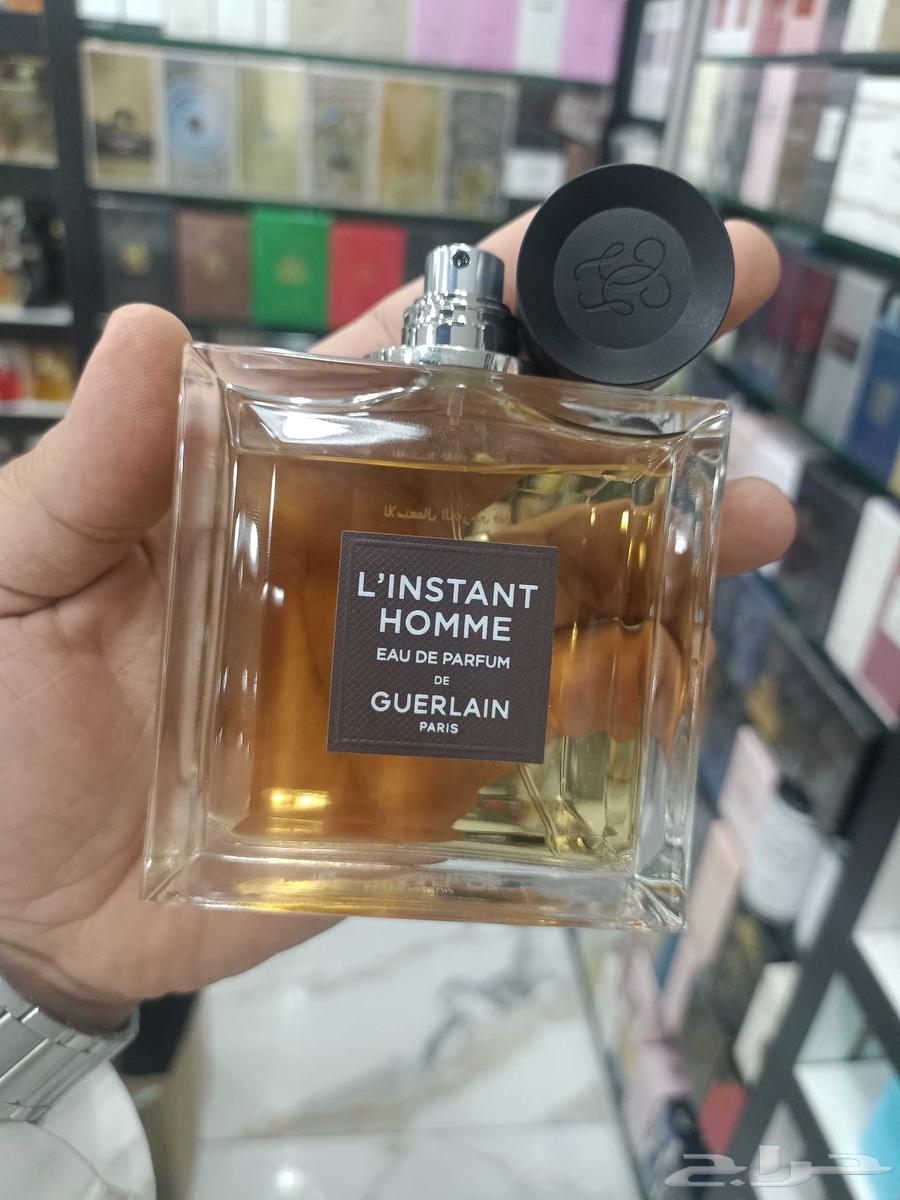 L'INSTANT
HOMME
EAU DE PARFUM
DE
GUERLAIN
PARIS
حراج